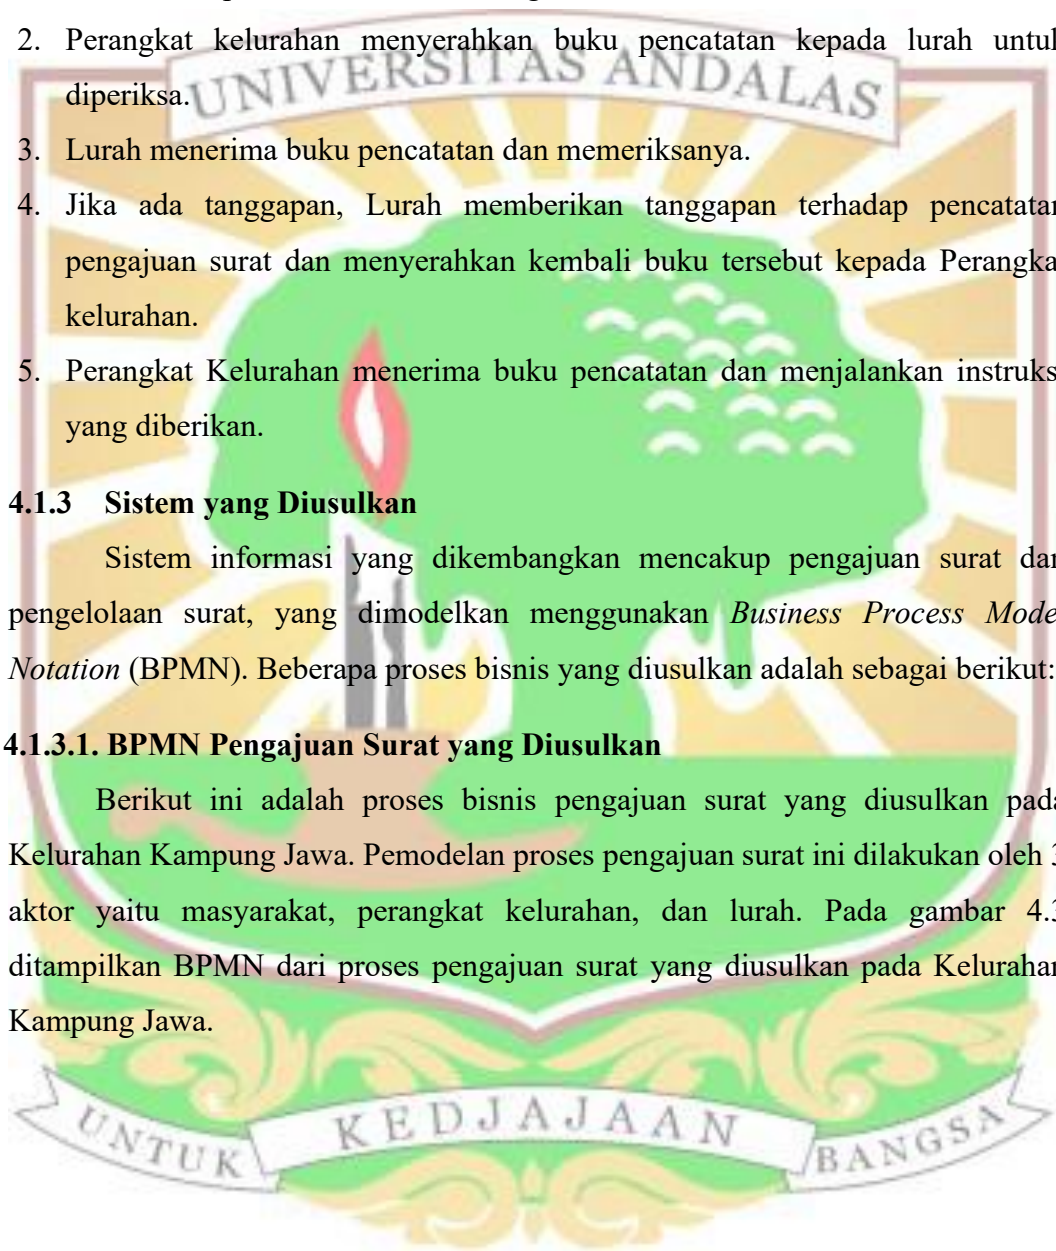 2. Perangkat kelurahan menyerahkan buku pencatatan kepada lurah untuk
diperiksa.
UNIVERSITAS ANDALAS
3. Lurah menerima buku pencatatan dan memeriksanya.
4. Jika ada tanggapan, Lurah memberikan tanggapan terhadap pencatatan
pengajuan surat dan menyerahkan kembali buku tersebut kepada Perangka
kelurahan.
5. Perangkat Kelurahan menerima buku pencatatan dan menjalankan instruks
yang diberikan.
4.1.3 Sistem yang Diusulkan
Sistem informasi yang dikembangkan mencakup pengajuan surat dan
pengelolaan surat, yang dimodelkan menggunakan Business Process Mode
Notation (BPMN). Beberapa proses bisnis yang diusulkan adalah sebagai berikut:
4.1.3.1. BPMN Pengajuan Surat yang Diusulkan
Berikut ini adalah proses bisnis pengajuan surat yang diusulkan pada
Kelurahan Kampung Jawa. Pemodelan proses pengajuan surat ini dilakukan oleh 3
aktor yaitu masyarakat, perangkat kelurahan, dan lurah. Pada gambar 4.3
ditampilkan BPMN dari proses pengajuan surat yang diusulkan pada Kelurahan
Kampung Jawa.
UNTUK KEDJAJAAN BANGSA